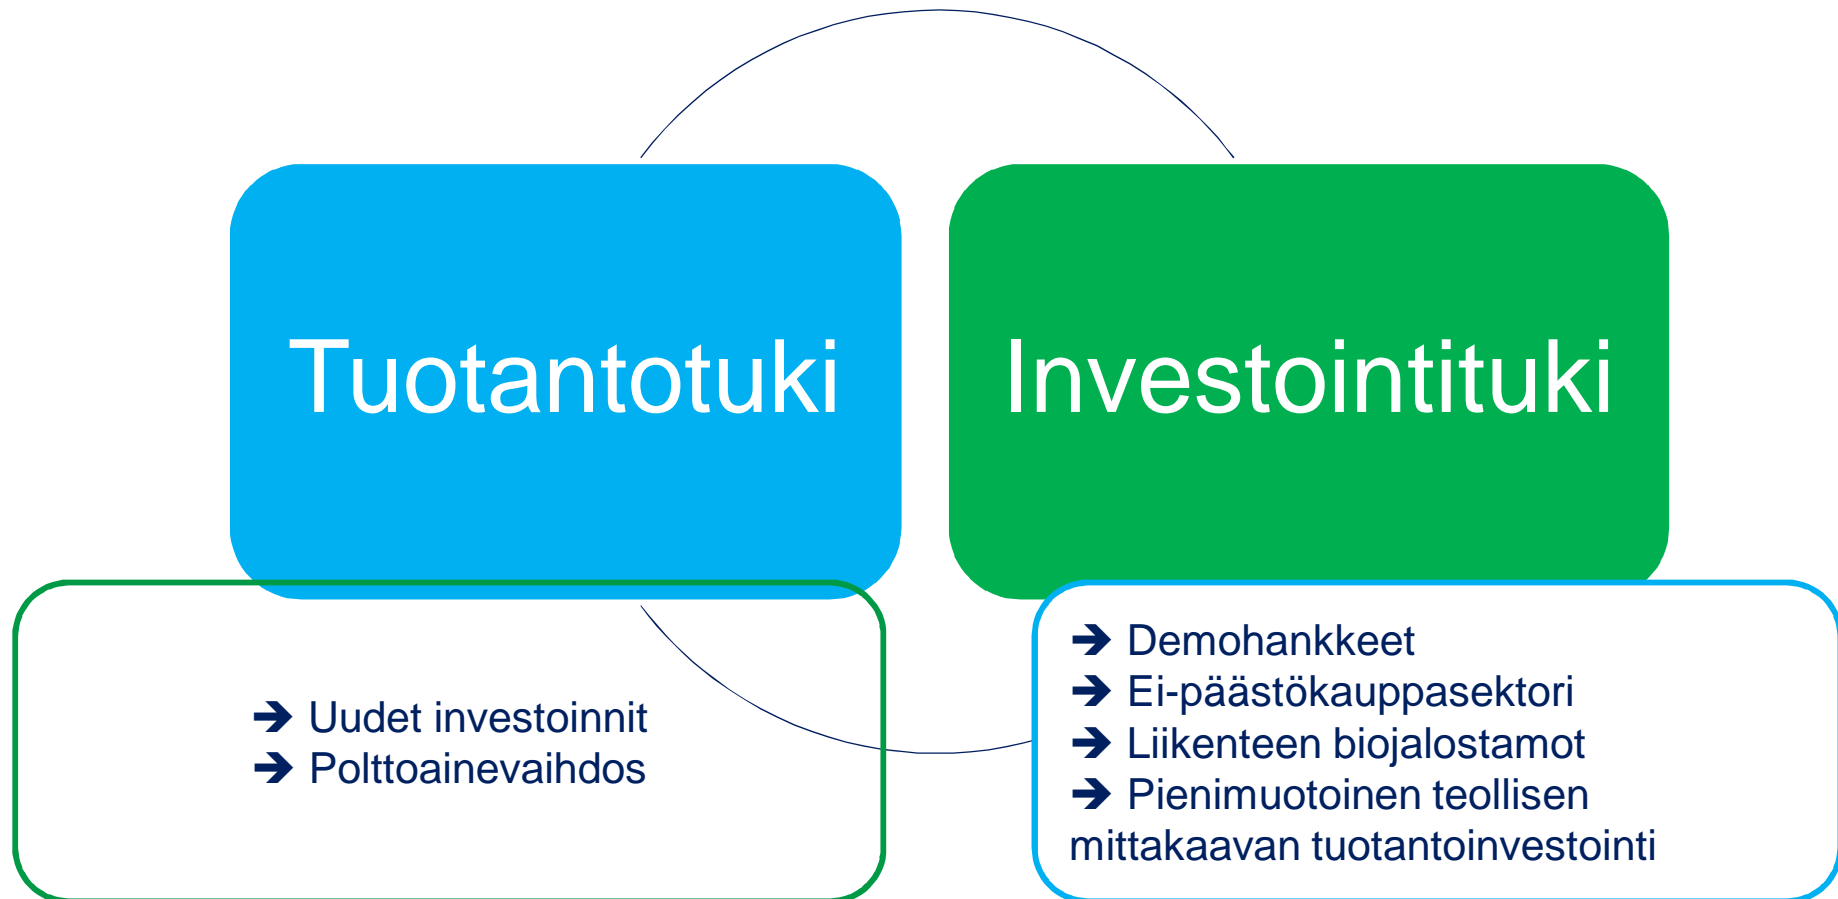 Tuotantotuki
Investointituki
➔ Uudet investoinnit
➔ Polttoainevaihdos
➔ Demohankkeet
➔ Ei-päästökauppasektori
➔ Liikenteen biojalostamot
➔ Pienimuotoinen teollisen
mittakaavan tuotantoinvestointi